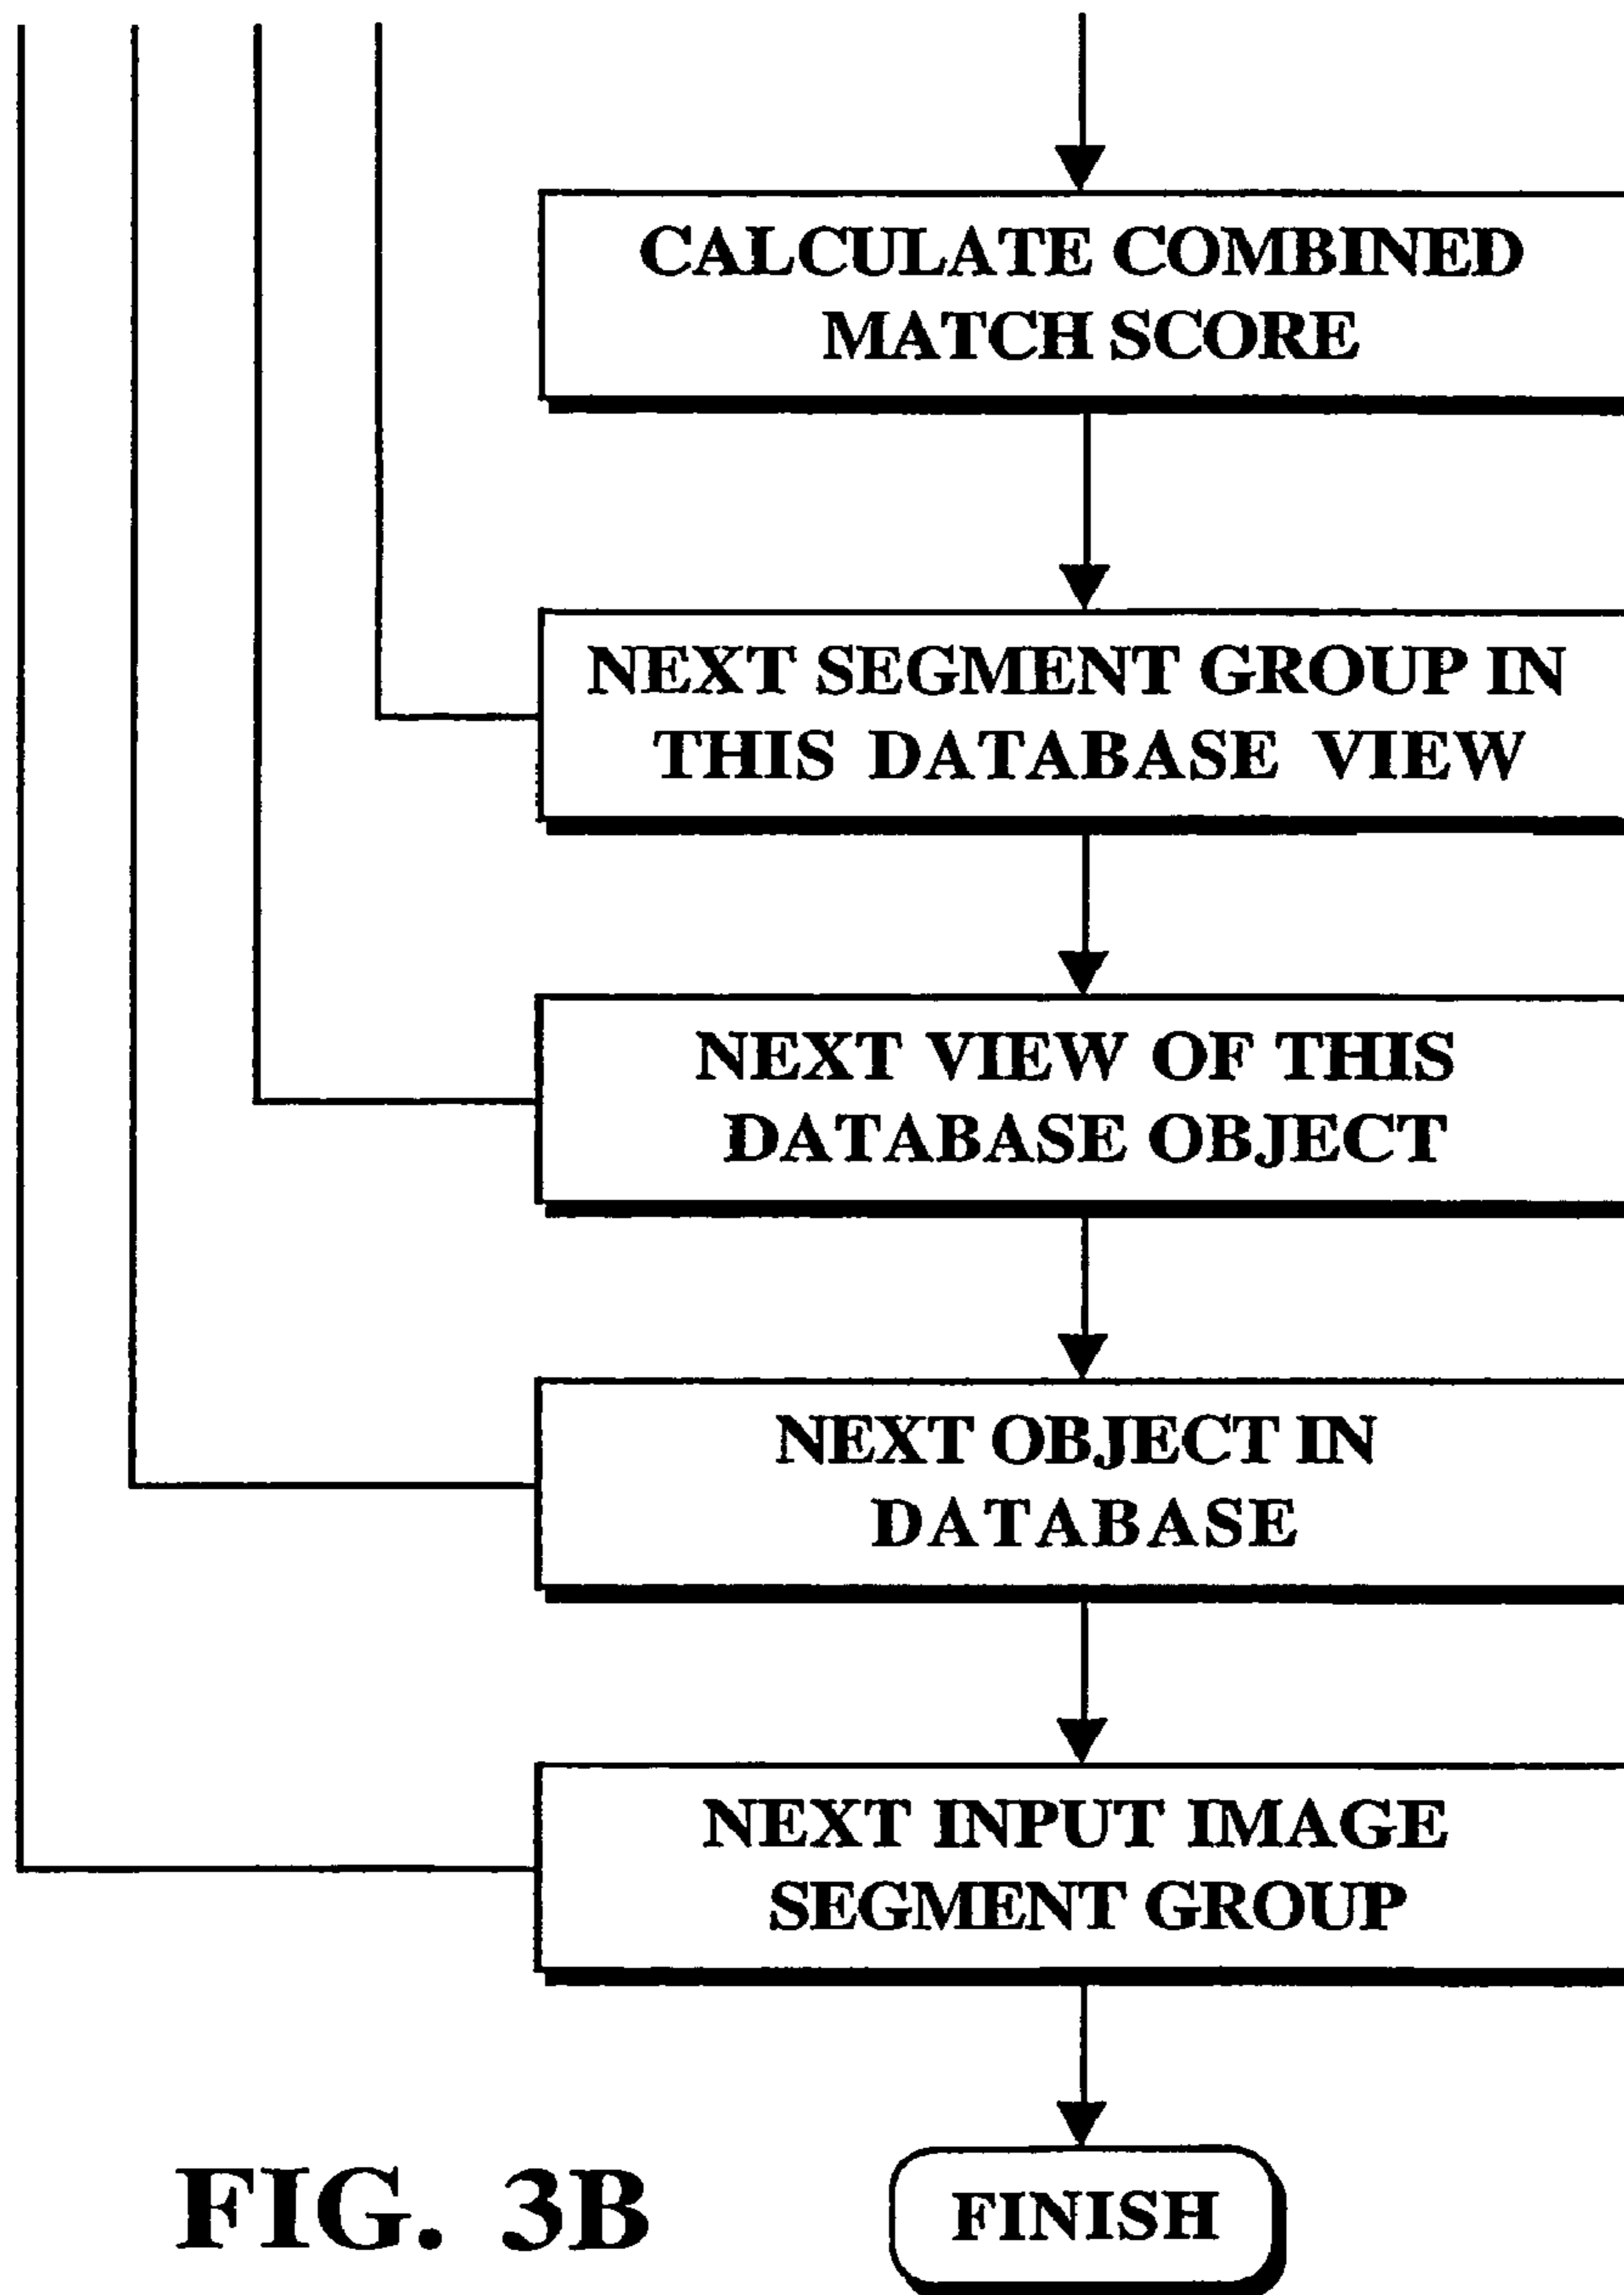 CALCULATE COMBINED
MATCH SCORE
NEXT SEGMENT GROUP IN
THIS DATABASE VIEW
NEXT VIEW OF THIS
DATABASE OBJECT
NEXT OBJECT IN
DATABASE
NEXT INPUT IMAGE
SEGMENT GROUP
FINISH
FIG. 3B